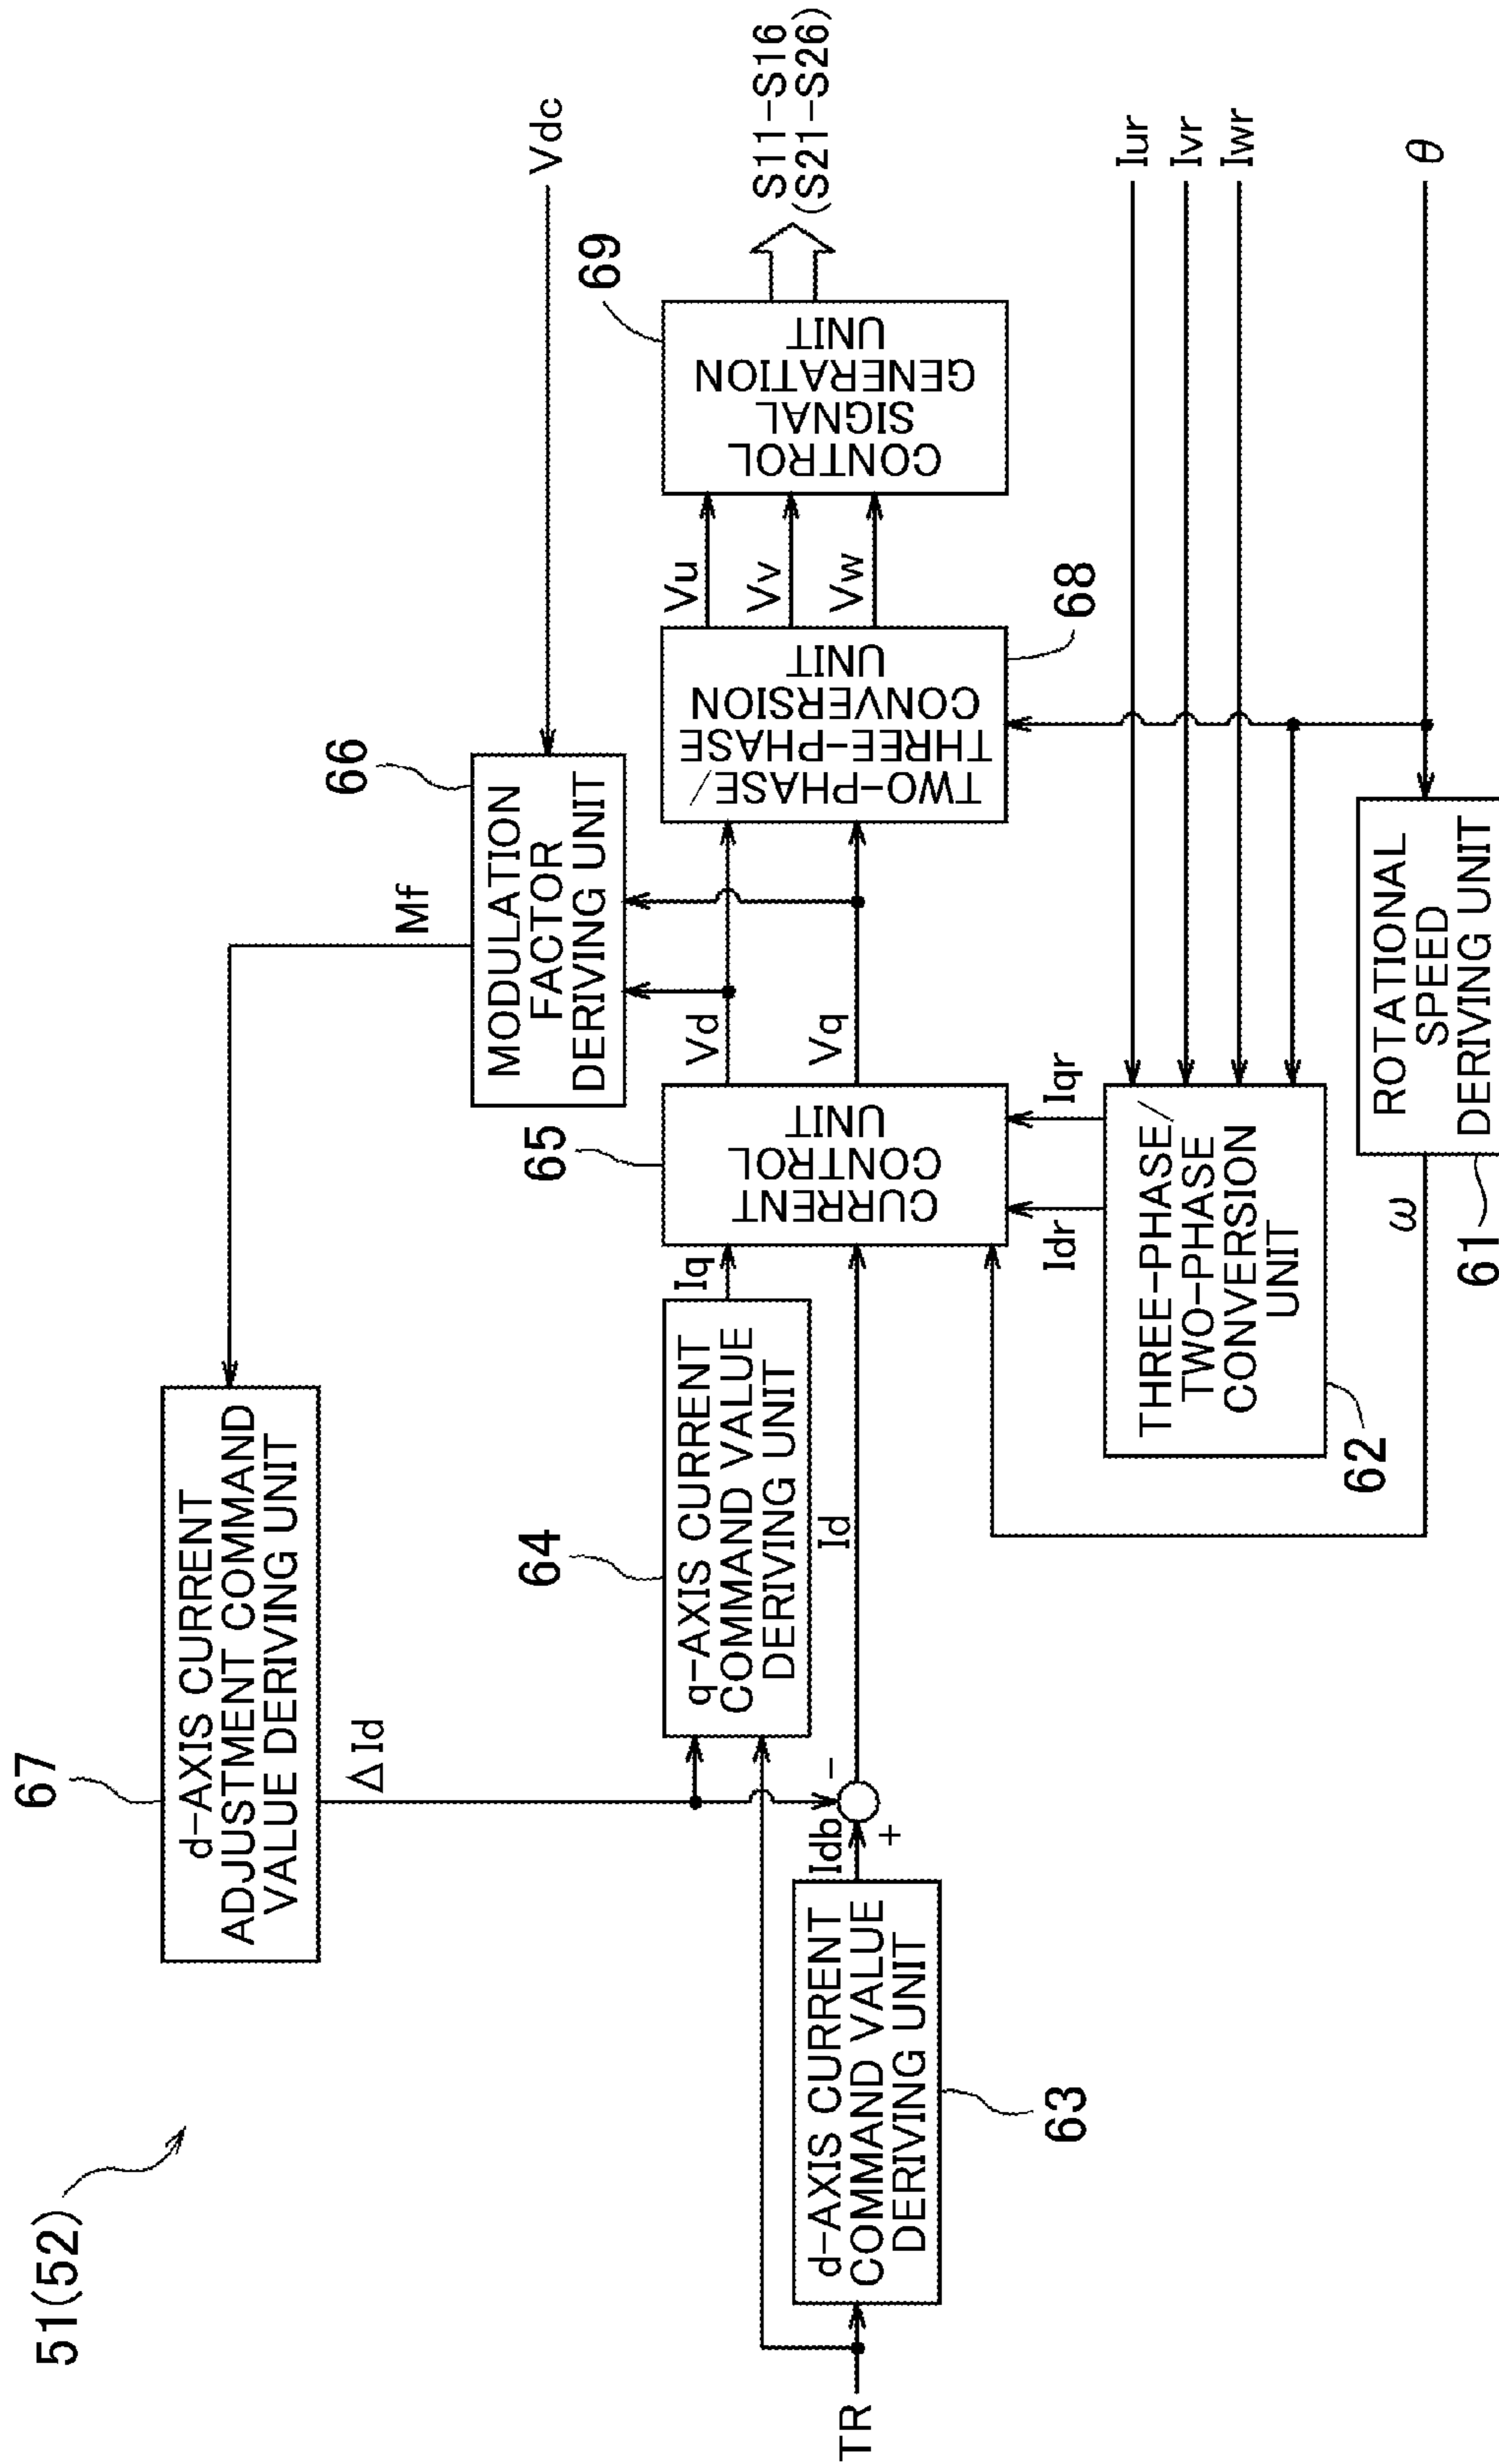 51(52)
67
d-AXIS CURRENT
ADJUSTMENT COMMAND
VALUE DERIVING UNIT
ΔId
Mf
66
MODULATION
FACTOR
DERIVING UNIT
Vdc
TR
63
d-AXIS CURRENT
COMMAND VALUE
DERIVING UNIT
Idb
+
-
64
q-AXIS CURRENT
COMMAND VALUE
DERIVING UNIT
Iq
Id
65
CURRENT
CONTROL
UNIT
Vd
Vq
TWO-PHASE/
THREE-PHASE
CONVERSION
UNIT
68
Vu
Vv
Vw
69
CONTROL
SIGNAL
GENERATION
UNIT
S11-S16
(S21-S26)
Idr
Iqr
THREE-PHASE/
TWO-PHASE
CONVERSION
UNIT
62
Iur
Ivr
Iwr
ω
61
ROTATIONAL
SPEED
DERIVING UNIT
θ